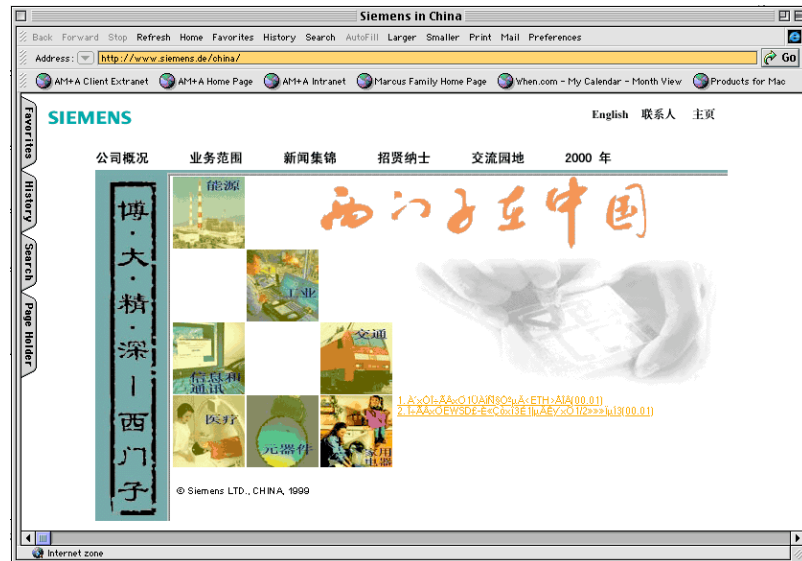 Siemens in China
Back Forward Stop Refresh Home Favorites History Search AutoFill Larger Smaller Print Mail Preferences
Address: http://www.siemens.de/china/ Go
AM+A Client Extranet AM+A Home Page AM+A Intranet Marcus Family Home Page When.com - My Calendar - Month View Products for Mac
Favorites
History
Search
Page Holder
SIEMENS
English 联系人 主页
公司概况 业务范围 新闻集锦 招贤纳士 交流园地 2000 年
博·大·精·深—西门子
西门子在中国
能源
工业
信息和
通讯
交通
医疗
元器件
家用
电器
© Siemens LTD., CHINA, 1999
Internet zone